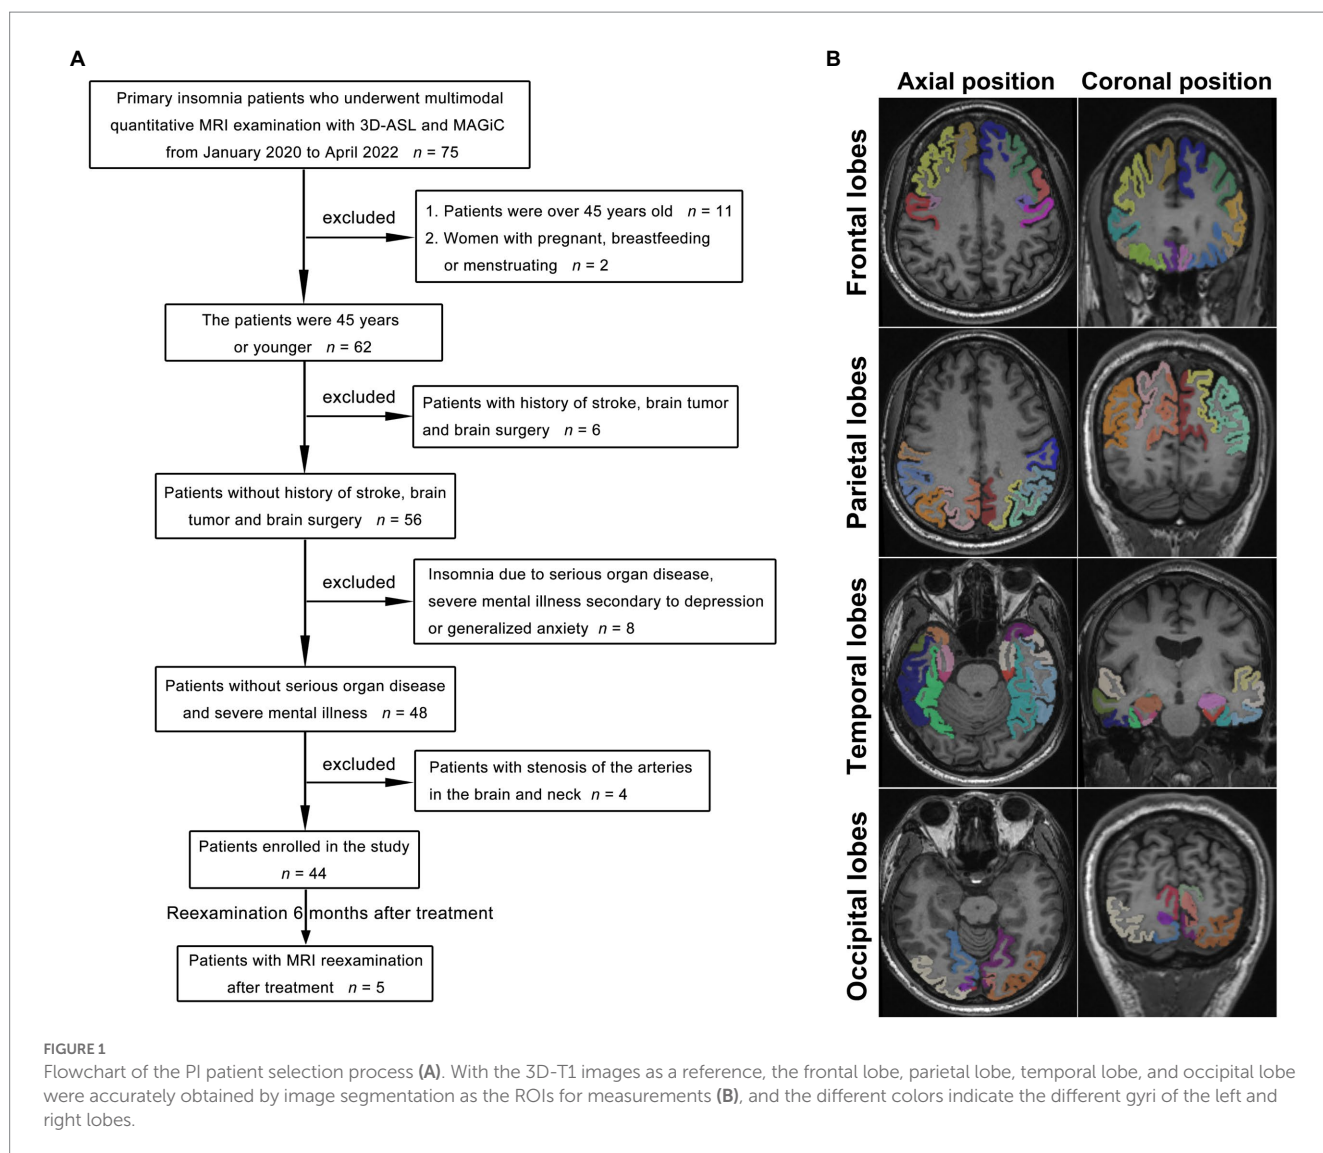 A
Primary insomnia patients who underwent multimodal
quantitative MRI examination with 3D-ASL and MAGiC
from January 2020 to April 2022 n = 75
excluded
1. Patients were over 45 years old n = 11
2. Women with pregnant, breastfeeding
or menstruating n = 2
The patients were 45 years
or younger n = 62
excluded
Patients with history of stroke, brain tumor
and brain surgery n = 6
Patients without history of stroke, brain
tumor and brain surgery n = 56
excluded
Insomnia due to serious organ disease,
severe mental illness secondary to depression
or generalized anxiety n = 8
Patients without serious organ disease
and severe mental illness n = 48
excluded
Patients with stenosis of the arteries
in the brain and neck n = 4
Patients enrolled in the study
n = 44
Reexamination 6 months after treatment
Patients with MRI reexamination
after treatment n = 5
B
Axial position
Coronal position
Frontal lobes
Parietal lobes
Temporal lobes
Occipital lobes
FIGURE 1
Flowchart of the PI patient selection process (A). With the 3D-T1 images as a reference, the frontal lobe, parietal lobe, temporal lobe, and occipital lobe
were accurately obtained by image segmentation as the ROIs for measurements (B), and the different colors indicate the different gyri of the left and
right lobes.